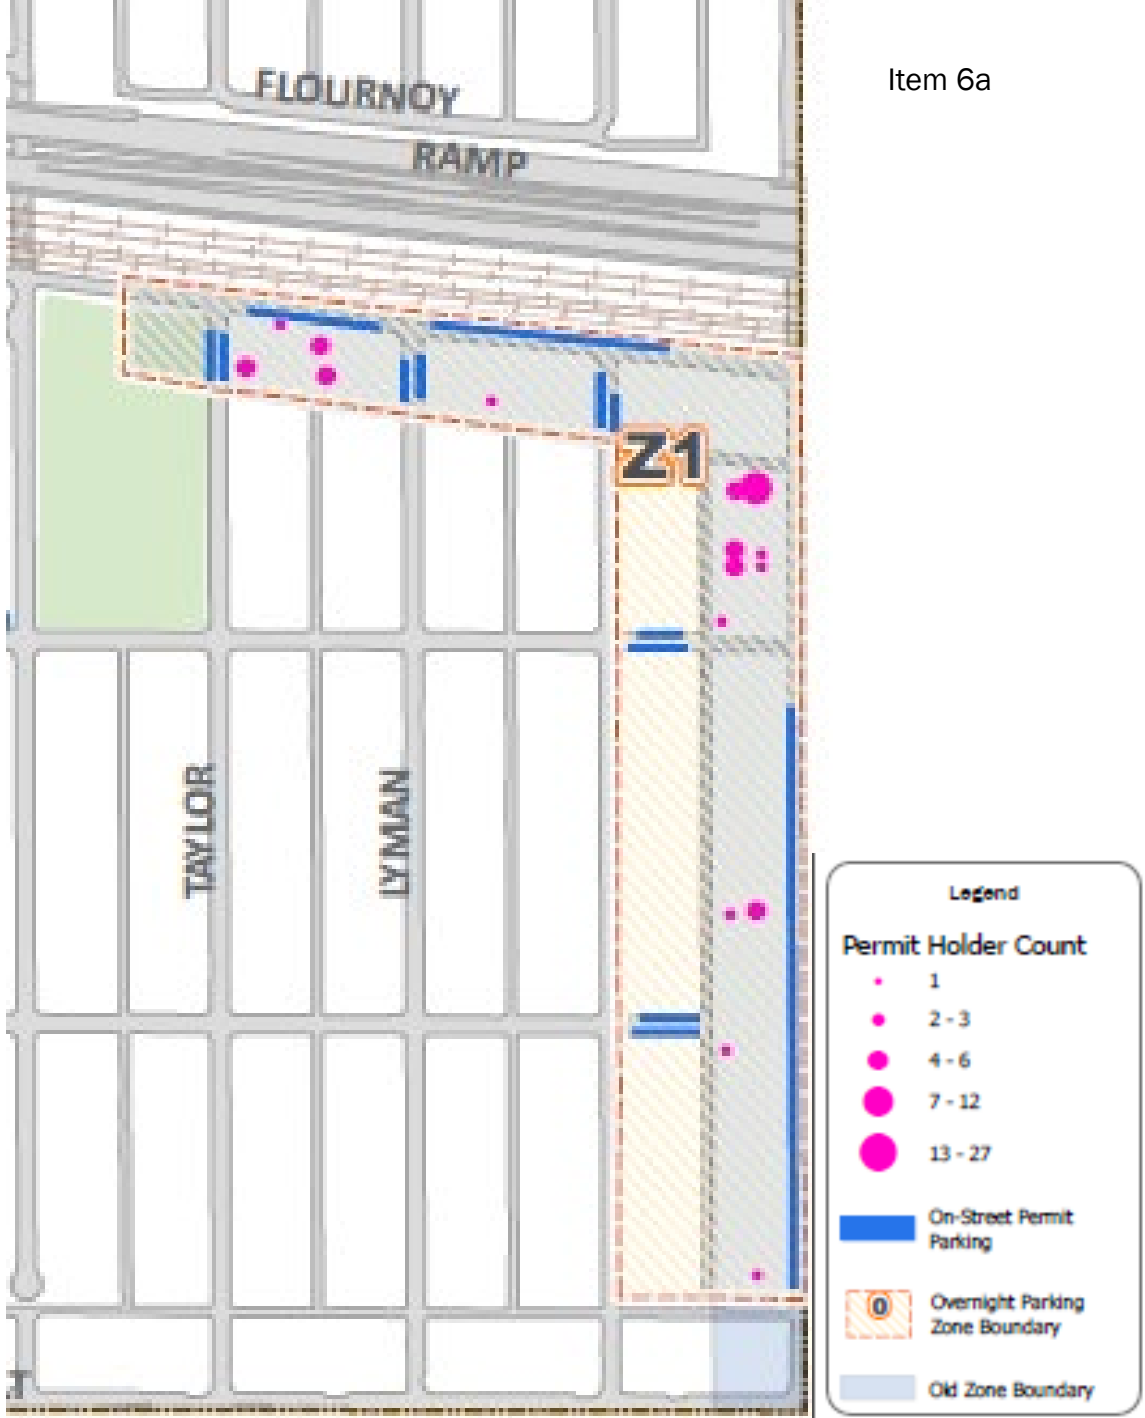 FLOURNOY
Item 6a
RAMP
Z1
TAYLOR
LYMAN
Legend
Permit Holder Count
1
2 - 3
4 - 6
7 - 12
13 - 27
On-Street Permit
Parking
0
Overnight Parking
Zone Boundary
Old Zone Boundary